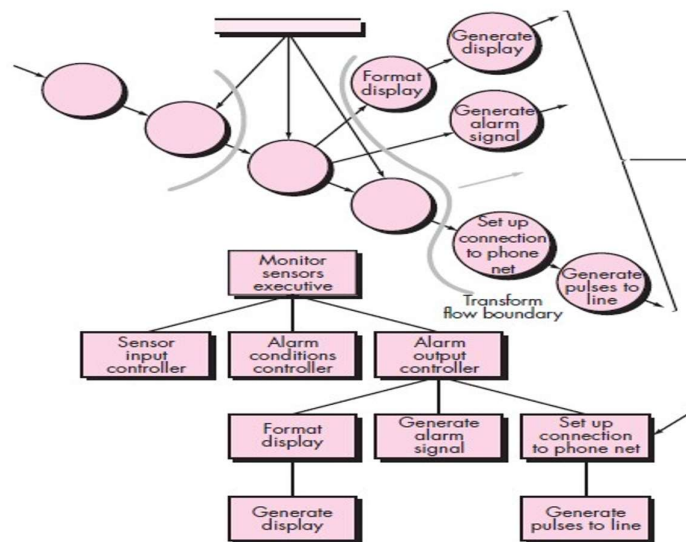 Generate
display
Format
display
Generate
alarm
signal
Set up
connection
to phone
net
Generate
pulses to
line
Transform
flow boundary
Monitor
sensors
executive
Sensor
input
controller
Alarm
conditions
controller
Alarm
output
controller
Format
display
Generate
alarm
signal
Set up
connection
to phone net
Generate
display
Generate
pulses to line